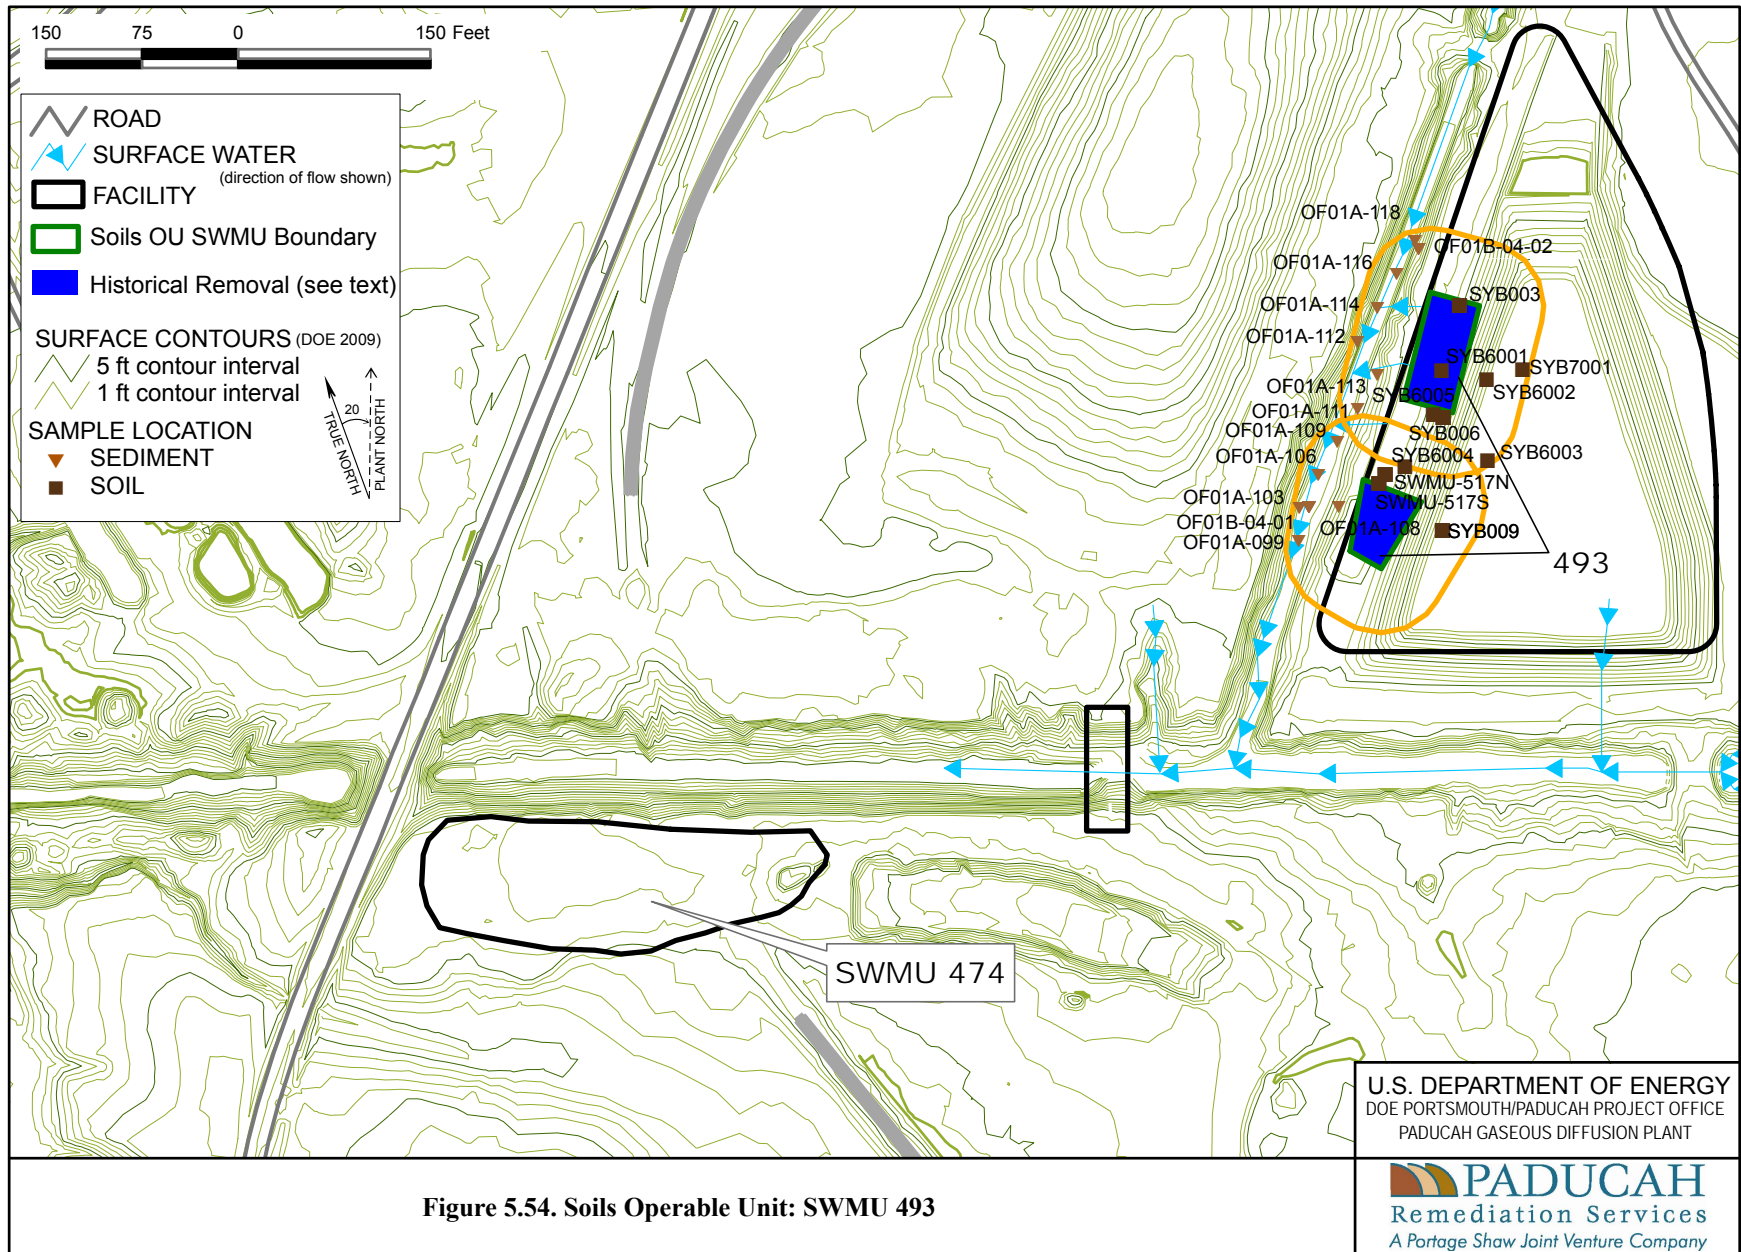 150 75 0 150 Feet
ROAD
SURFACE WATER
(direction of flow shown)
FACILITY
Soils OU SWMU Boundary
Historical Removal (see text)
SURFACE CONTOURS (DOE 2009)
5 ft contour interval
1 ft contour interval
20
TRUE NORTH
PLANT NORTH
SAMPLE LOCATION
SEDIMENT
SOIL
OF01A-118
OF01B-04-02
OF01A-116
SYB003
OF01A-114
OF01A-112
SYB6001
SYB7001
OF01A-113
SYB6005
SYB6002
OF01A-111
OF01A-109
SYB006
OF01A-106
SYB6004
SYB6003
SWMU-517N
OF01A-103
SWMU-517S
OF01B-04-01
OF01A-108
SYB009
OF01A-099
493
SWMU 474
U.S. DEPARTMENT OF ENERGY
DOE PORTSMOUTH/PADUCAH PROJECT OFFICE
PADUCAH GASEOUS DIFFUSION PLANT
Figure 5.54. Soils Operable Unit: SWMU 493
PADUCAH
Remediation Services
A Portage Shaw Joint Venture Company